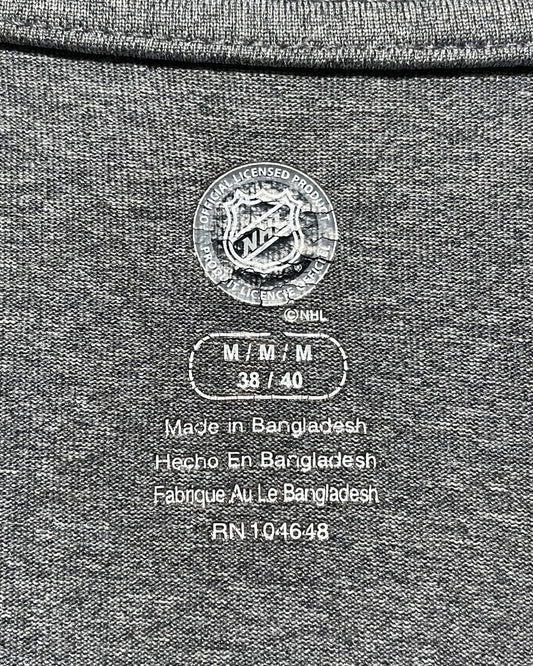 OFFICIAL LICENSED PRODUCT
NHL
PRODUIT LICENCIÉ OFFICIEL
©NHL
M / M / M
38 / 40
Made in Bangladesh
Hecho En Bangladesh
Fabrique Au Le Bangladesh
RN 104648